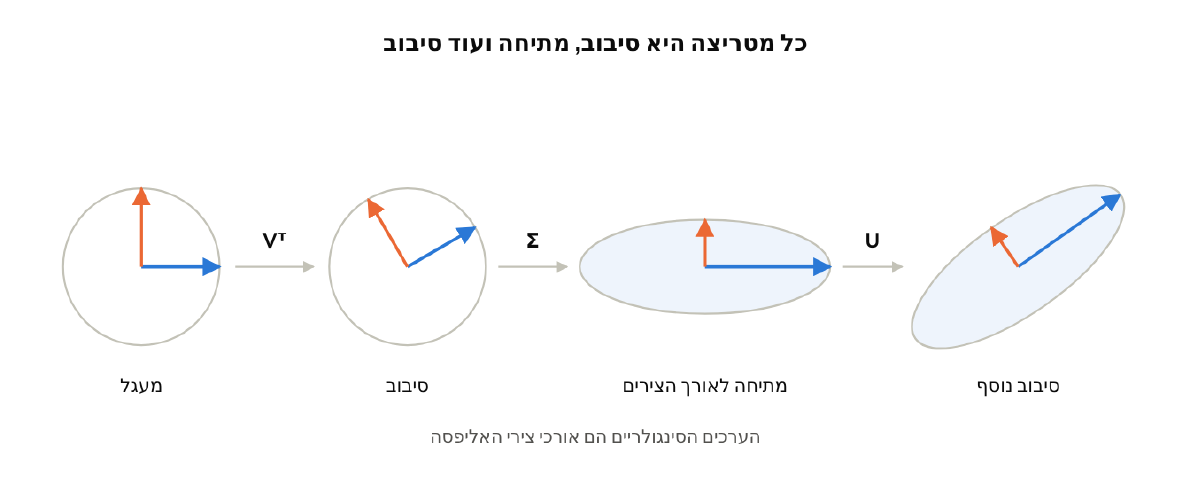 כל מטריצה היא סיבוב, מתיחה ועוד סיבוב
Vᵀ
Σ
U
מעגל
סיבוב
מתיחה לאורך הצירים
סיבוב נוסף
הערכים הסינגולריים הם אורכי צירי האליפסה